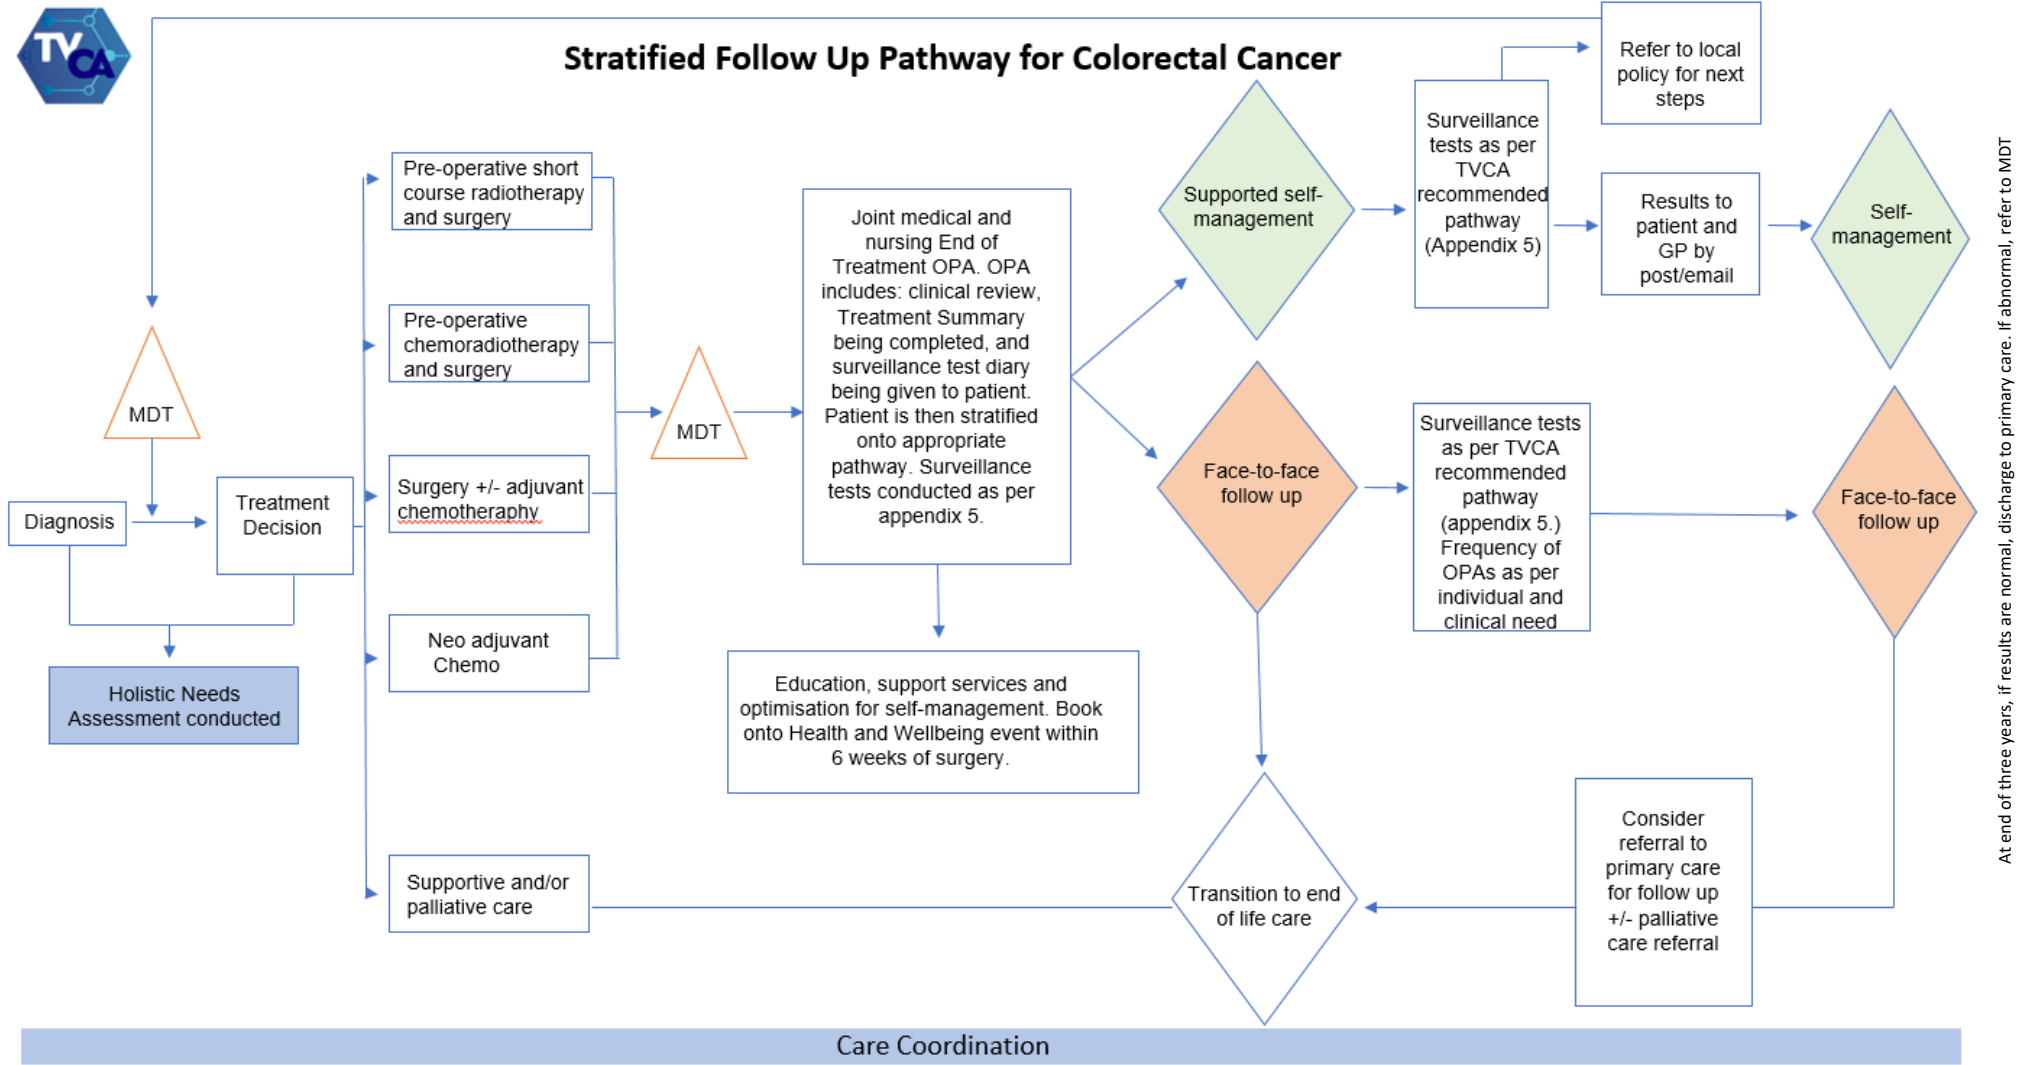 TV
CA
Stratified Follow Up Pathway for Colorectal Cancer
MDT
Diagnosis
Treatment
Decision
Holistic Needs
Assessment conducted
Pre-operative short
course radiotherapy
and surgery
Pre-operative
chemoradiotherapy
and surgery
Surgery +/- adjuvant
chemotheraphy
Neo adjuvant
Chemo
Supportive and/or
palliative care
MDT
Joint medical and
nursing End of
Treatment OPA. OPA
includes: clinical review,
Treatment Summary
being completed, and
surveillance test diary
being given to patient.
Patient is then stratified
onto appropriate
pathway. Surveillance
tests conducted as per
appendix 5.
Education, support services and
optimisation for self-management. Book
onto Health and Wellbeing event within
6 weeks of surgery.
Supported self-
management
Surveillance
tests as per
TVCA
recommended
pathway
(Appendix 5)
Refer to local
policy for next
steps
Results to
patient and
GP by
post/email
Self-
management
Face-to-face
follow up
Surveillance tests
as per TVCA
recommended
pathway
(appendix 5.)
Frequency of
OPAs as per
individual and
clinical need
Face-to-face
follow up
Transition to end
of life care
Consider
referral to
primary care
for follow up
+/- palliative
care referral
At end of three years, if results are normal, discharge to primary care. If abnormal, refer to MDT
Care Coordination